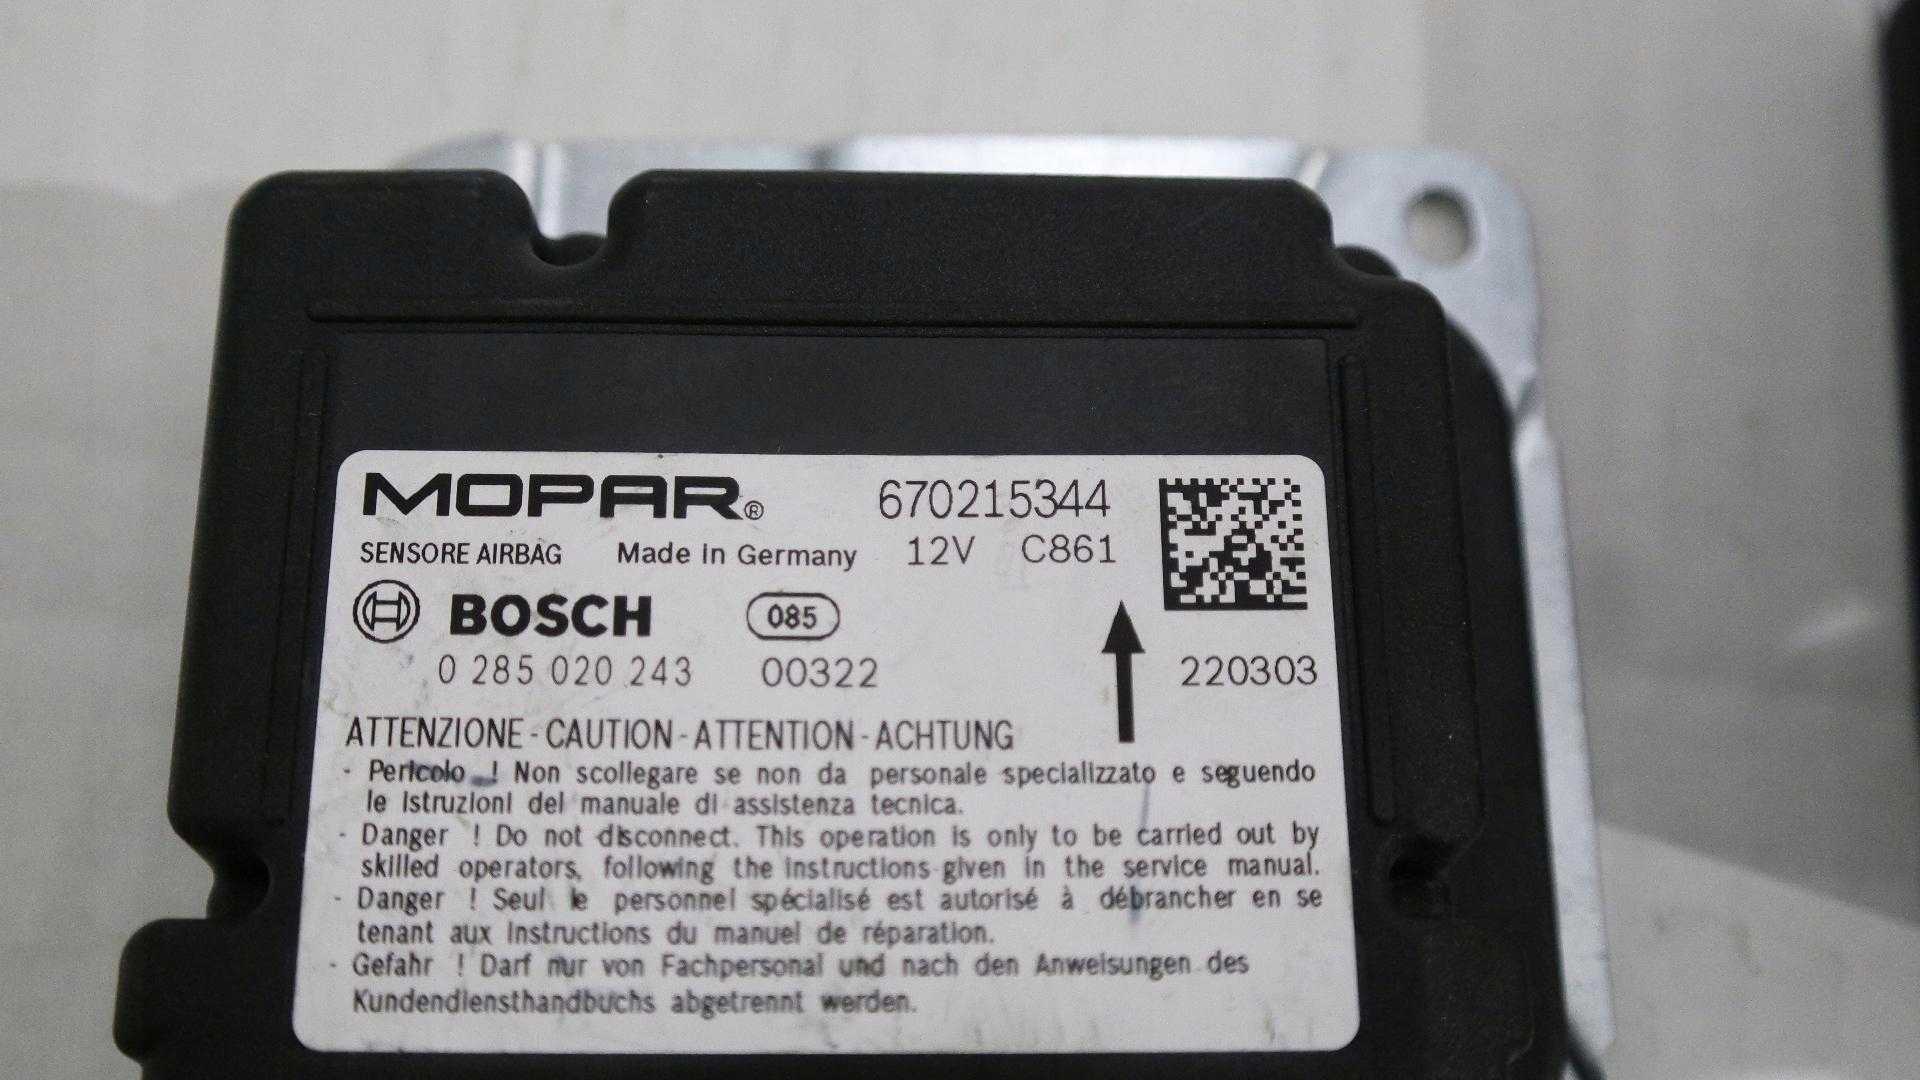 MOPAR® 670215344
SENSORE AIRBAG Made in Germany 12V C861
BOSCH 085
0 285 020 243 00322 220303
ATTENZIONE - CAUTION - ATTENTION - ACHTUNG
- Pericolo ! Non scollegare se non da personale specializzato e seguendo
le istruzioni del manuale di assistenza tecnica.
- Danger ! Do not disconnect. This operation is only to be carried out by
skilled operators, following the instructions given in the service manual.
- Danger ! Seul le personnel spécialisé est autorisé à débrancher en se
tenant aux instructions du manuel de réparation.
- Gefahr ! Darf nur von Fachpersonal und nach den Anweisungen des
Kundendiensthandbuchs abgetrennt werden.